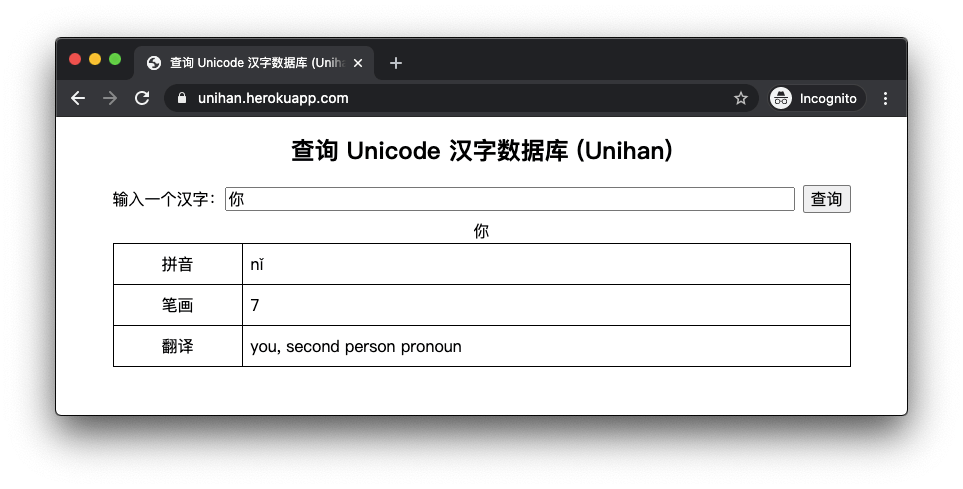 查询 Unicode 汉字数据库 (Unih
unihan.herokuapp.com
Incognito
查询 Unicode 汉字数据库 (Unihan)
输入一个汉字： 你 查询
你
拼音 nǐ
笔画 7
翻译 you, second person pronoun